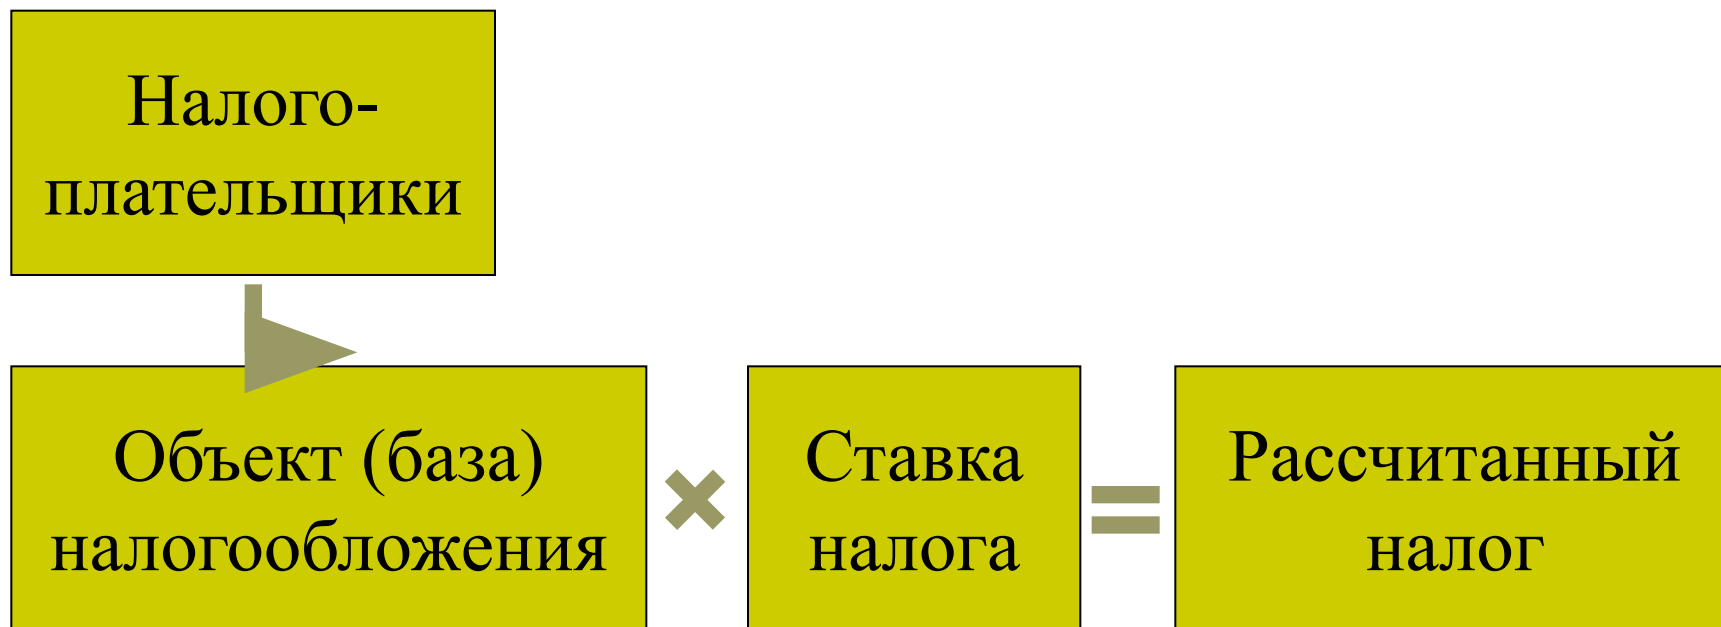 Налого-
плательщики
Объект (база)
налогообложения
Ставка
налога
Рассчитанный
налог